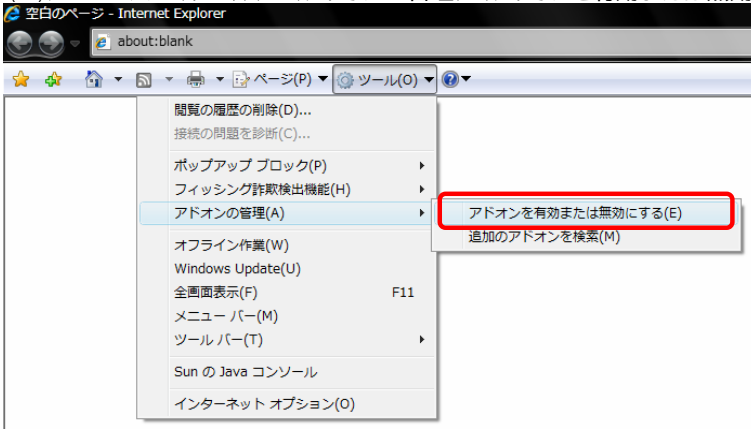 空白のページ - Internet Explorer
about:blank
ページ(P) ツール(O)
閲覧の履歴の削除(D)...
接続の問題を診断(C)...
ポップアップ ブロック(P)
フィッシング詐欺検出機能(H)
アドオンの管理(A)
アドオンを有効または無効にする(E)
追加のアドオンを検索(M)
オフライン作業(W)
Windows Update(U)
全画面表示(F) F11
メニュー バー(M)
ツール バー(T)
Sun の Java コンソール
インターネット オプション(O)